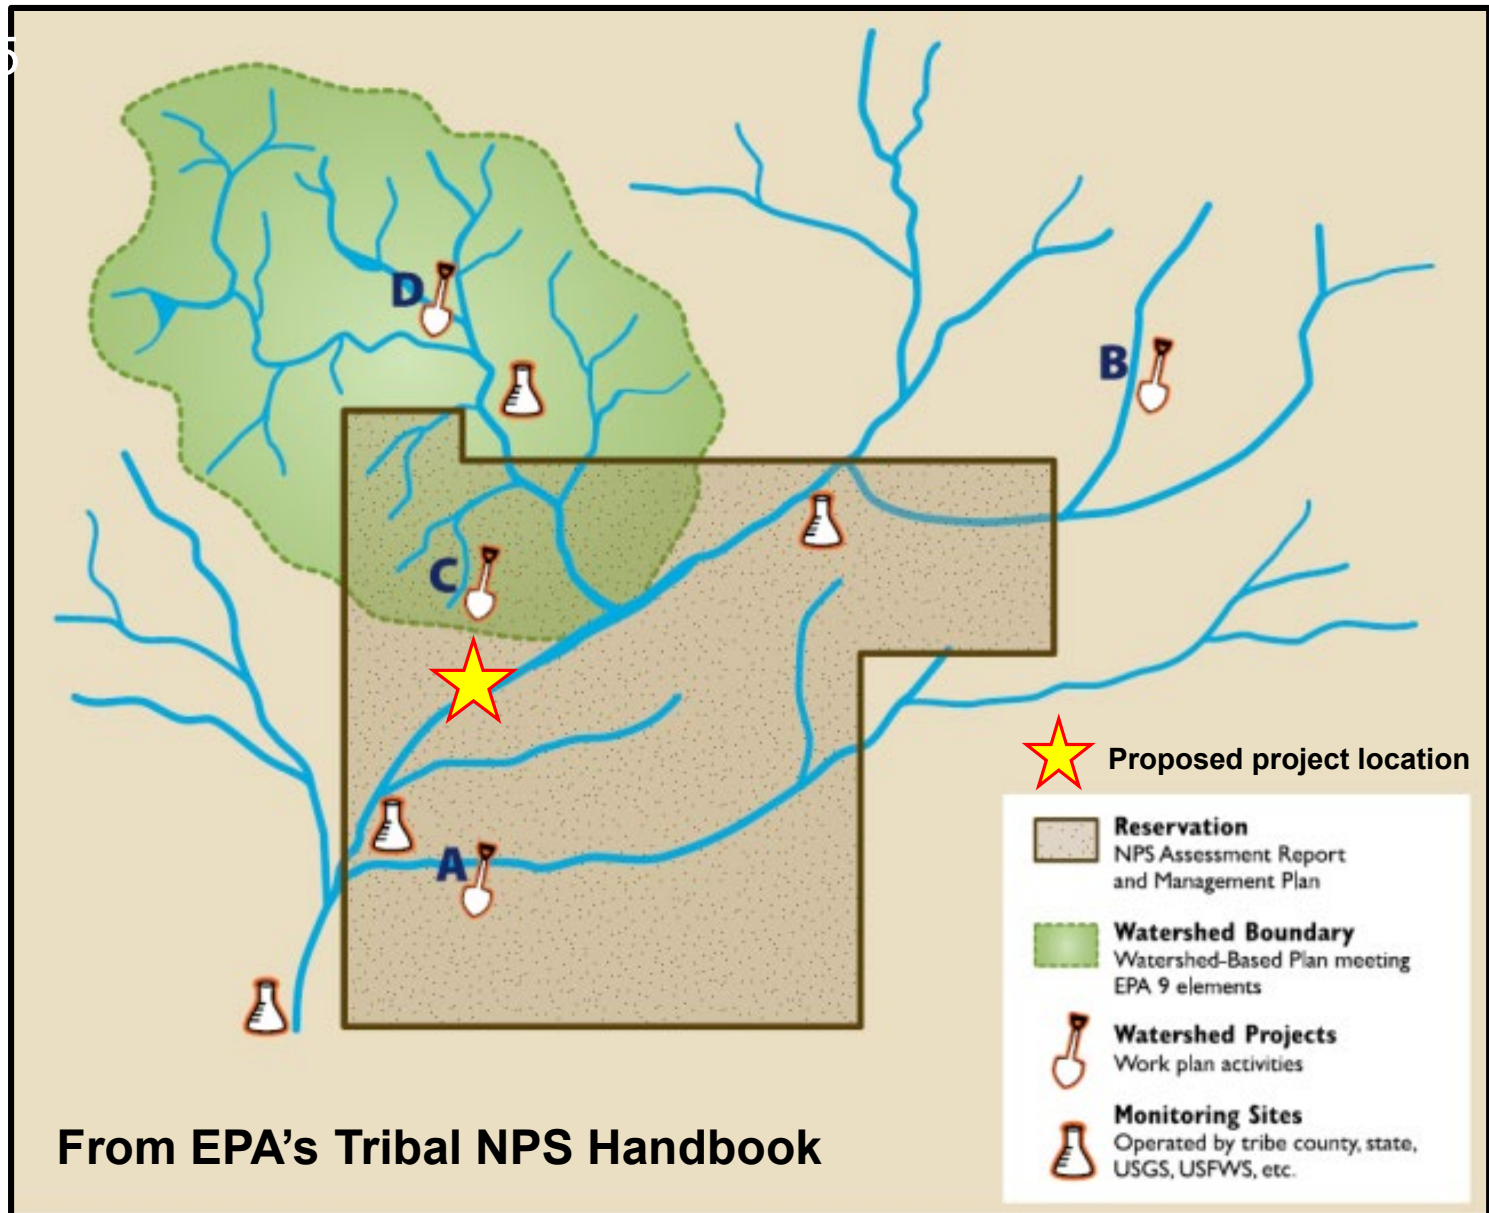 5
D
B
C
A
Proposed project location
Reservation
NPS Assessment Report
and Management Plan
Watershed Boundary
Watershed-Based Plan meeting
EPA 9 elements
Watershed Projects
Work plan activities
Monitoring Sites
Operated by tribe county, state,
USGS, USFWS, etc.
From EPA’s Tribal NPS Handbook